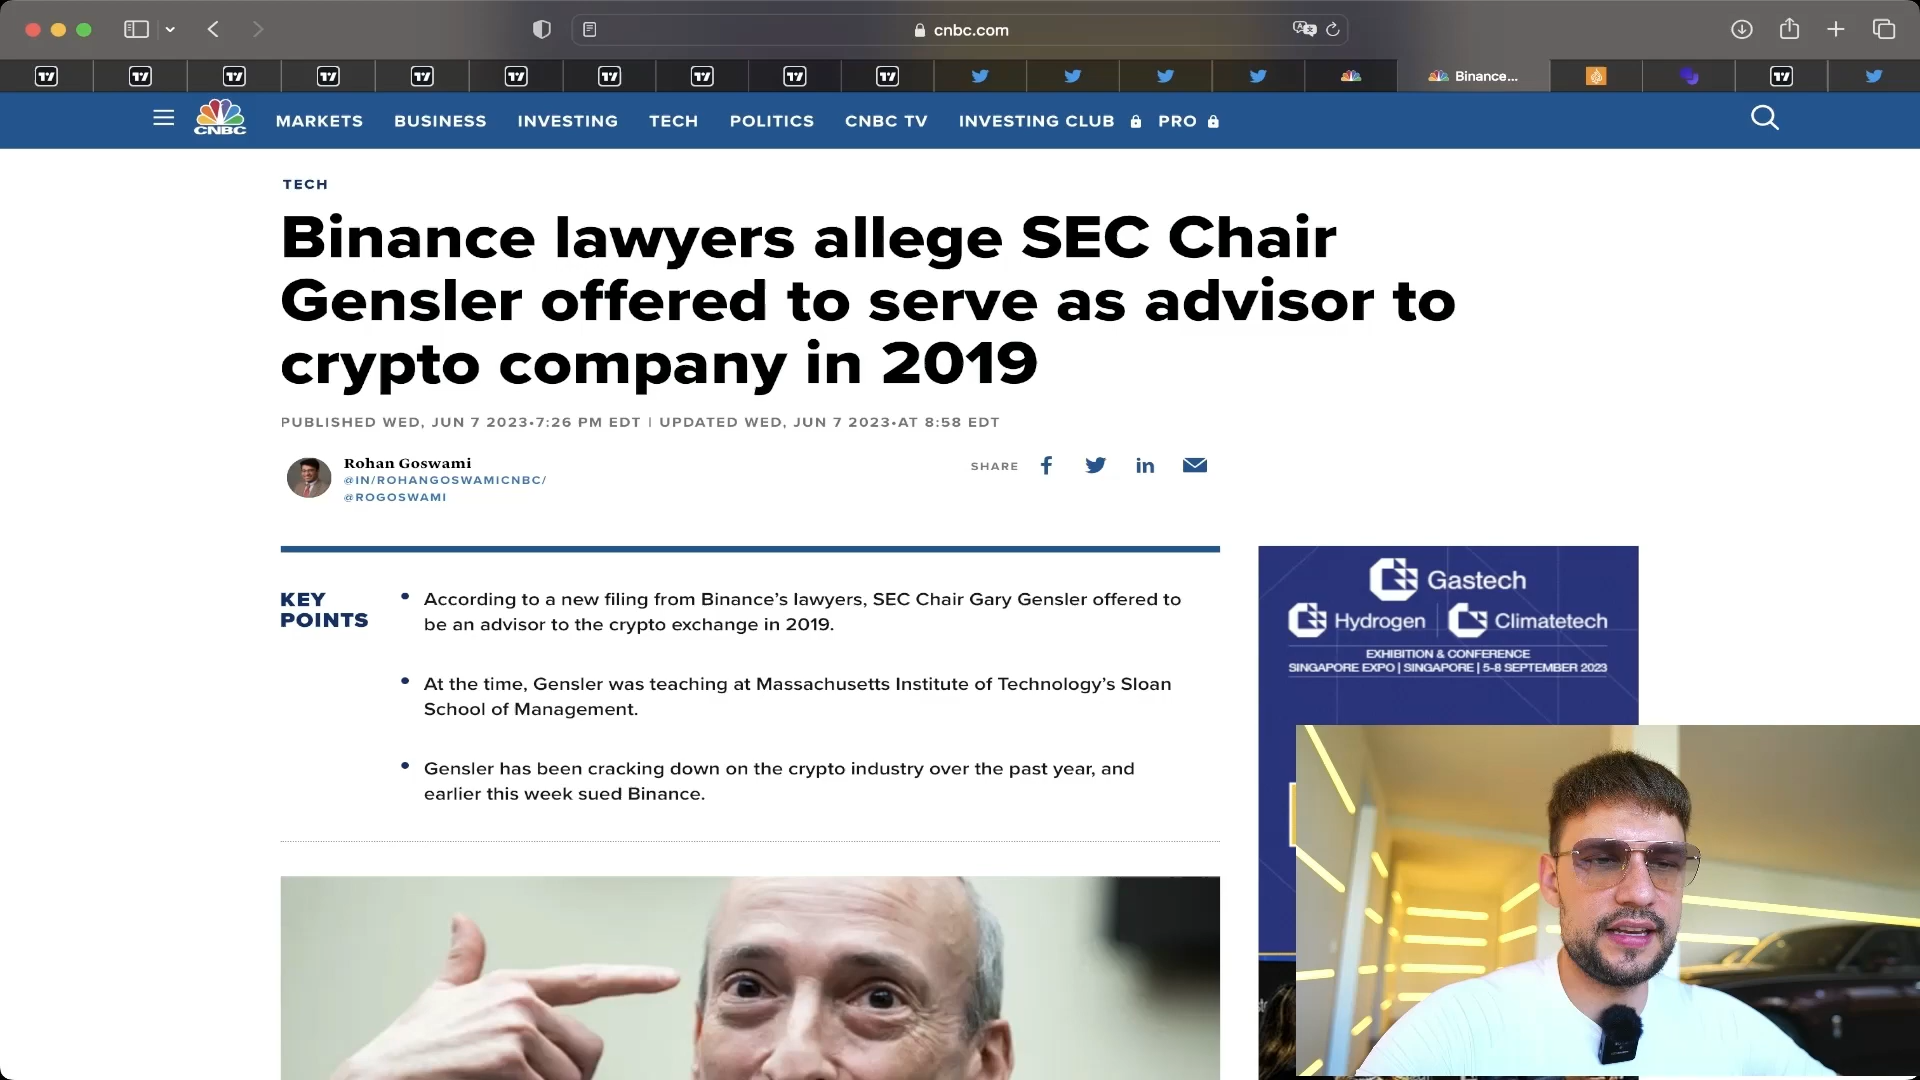 cnbc.com
Binance...
CNBC
MARKETS BUSINESS INVESTING TECH POLITICS CNBC TV INVESTING CLUB PRO
TECH
Binance lawyers allege SEC Chair
Gensler offered to serve as advisor to
crypto company in 2019
PUBLISHED WED, JUN 7 2023•7:26 PM EDT | UPDATED WED, JUN 7 2023•AT 8:58 EDT
Rohan Goswami
@IN/ROHANGOSWAMICNBC/
@ROGOSWAMI
SHARE
KEY
POINTS
• According to a new filing from Binance’s lawyers, SEC Chair Gary Gensler offered to
be an advisor to the crypto exchange in 2019.
• At the time, Gensler was teaching at Massachusetts Institute of Technology’s Sloan
School of Management.
• Gensler has been cracking down on the crypto industry over the past year, and
earlier this week sued Binance.
Gastech
Hydrogen Climatetech
EXHIBITION & CONFERENCE
SINGAPORE EXPO | SINGAPORE | 5-8 SEPTEMBER 2023